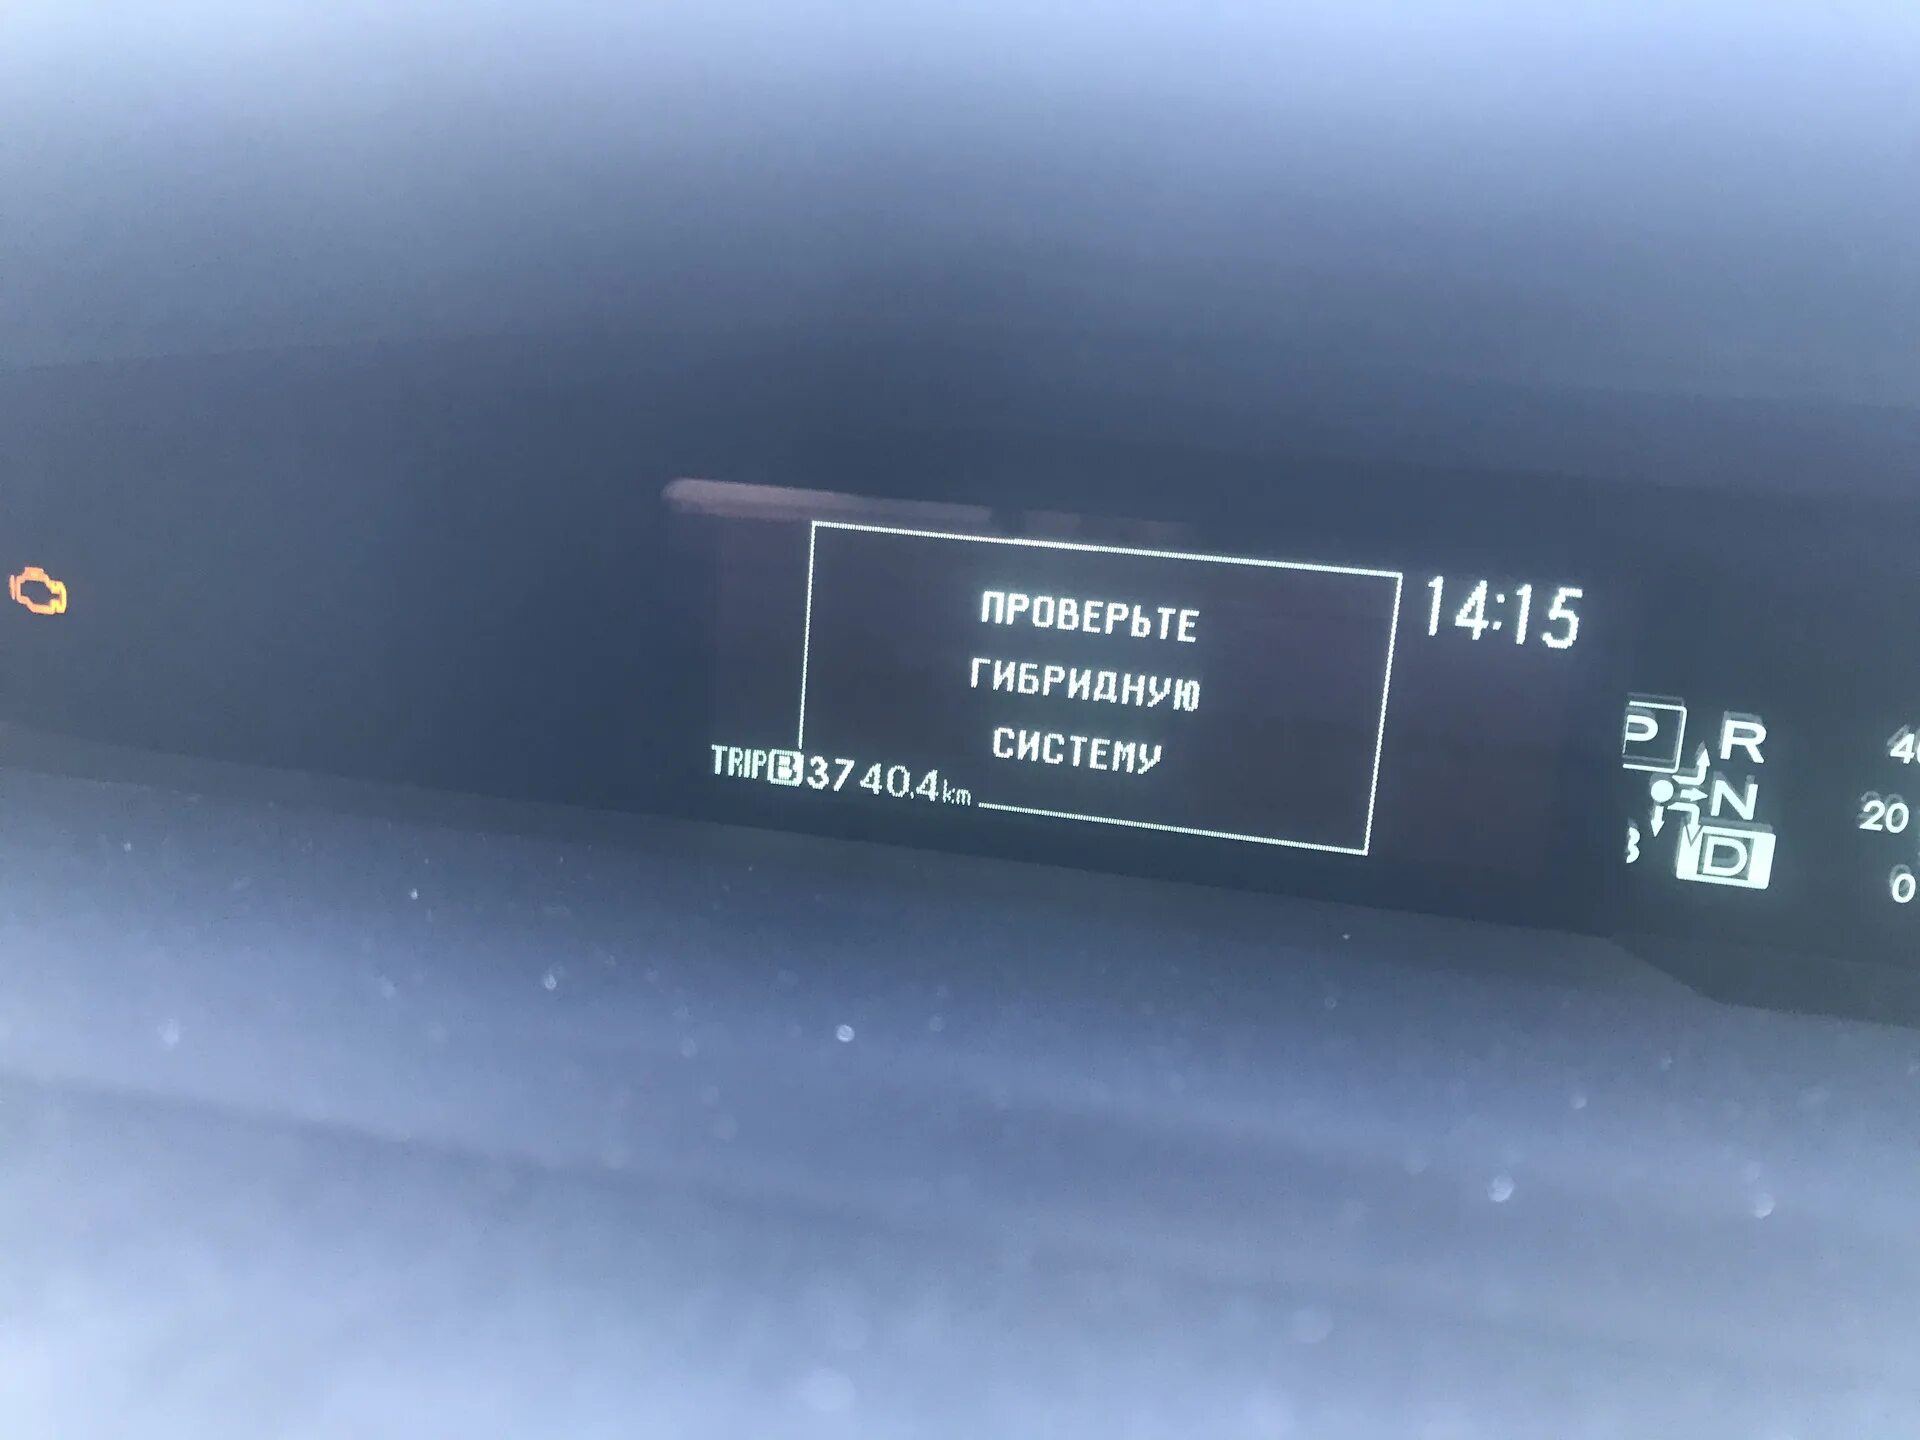 ПРОВЕРЬТЕ
ГИБРИДНУЮ
СИСТЕМУ
14:15
TRIP B 3740.4 km
P R
N
B D
20
0